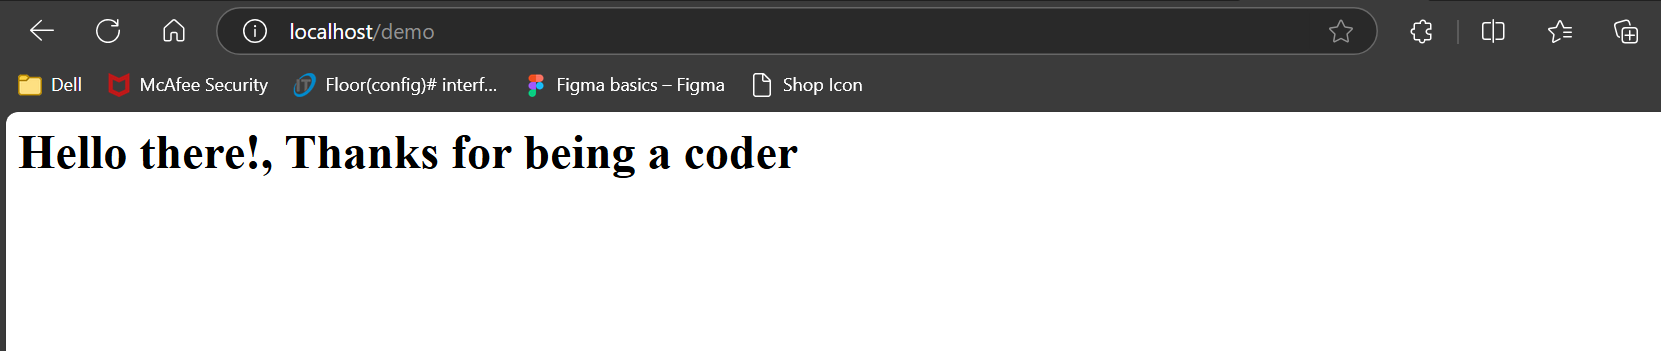 localhost/demo
Dell McAfee Security Floor(config)# interf... Figma basics – Figma Shop Icon
Hello there!, Thanks for being a coder